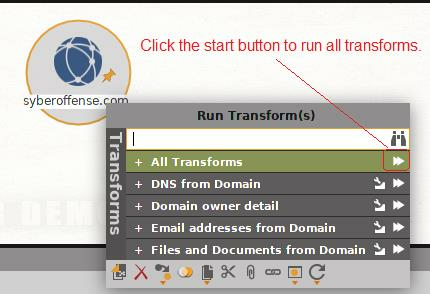 Click the start button to run all transforms.
syberoffense.com
Run Transform(s)
Transforms
+ All Transforms
+ DNS from Domain
+ Domain owner detail
+ Email addresses from Domain
+ Files and Documents from Domain
DEM